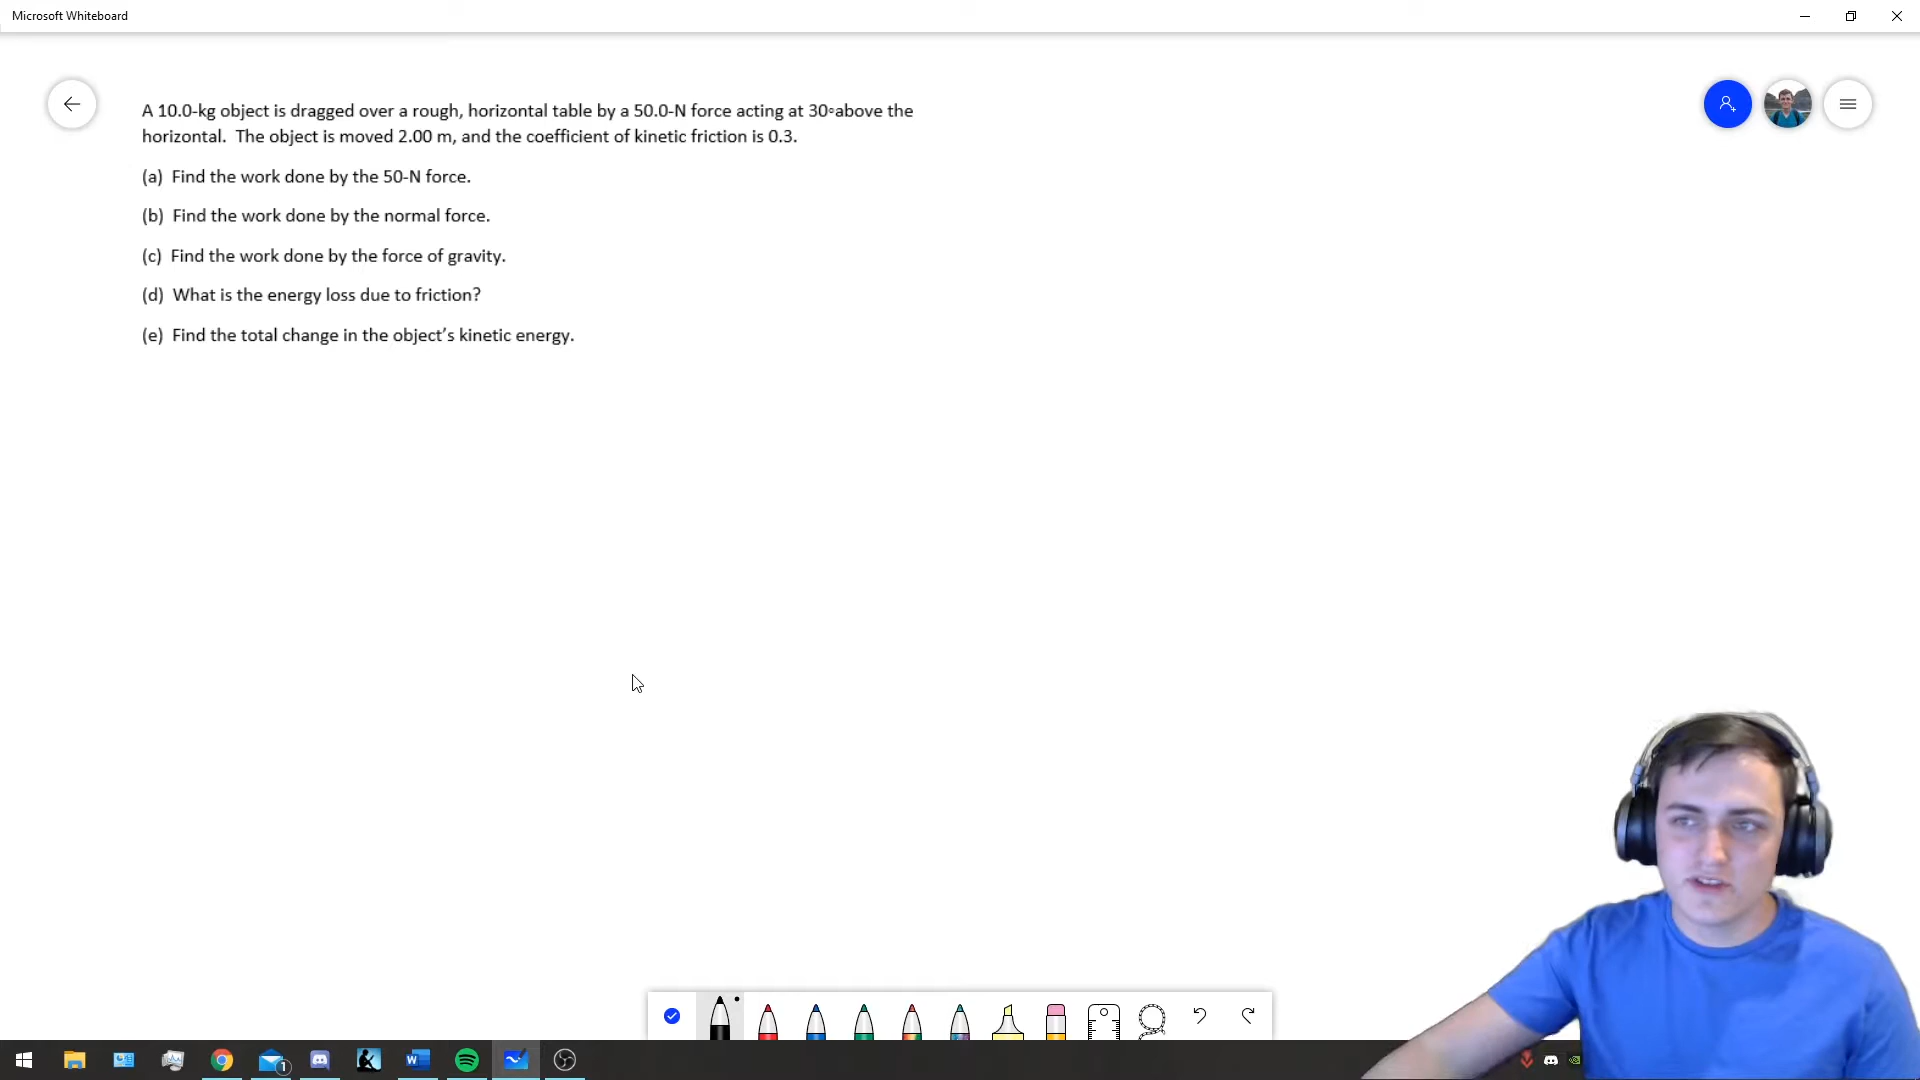 Microsoft Whiteboard
A 10.0-kg object is dragged over a rough, horizontal table by a 50.0-N force acting at 30∘above the
horizontal.  The object is moved 2.00 m, and the coefficient of kinetic friction is 0.3.
(a)  Find the work done by the 50-N force.
(b)  Find the work done by the normal force.
(c)  Find the work done by the force of gravity.
(d)  What is the energy loss due to friction?
(e)  Find the total change in the object’s kinetic energy.
1
W